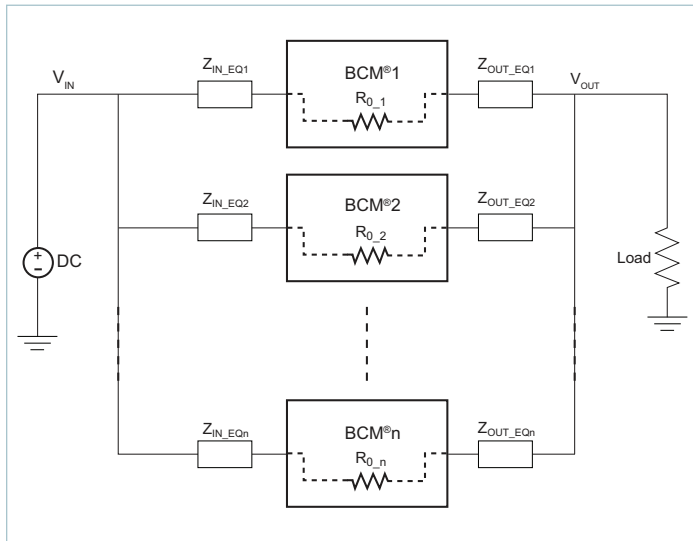 Z_IN_EQ1
BCM®1
Z_OUT_EQ1
V_IN
R_0_1
V_OUT
Z_IN_EQ2
BCM®2
Z_OUT_EQ2
R_0_2
+
-
DC
Load
Z_IN_EQn
BCM®n
Z_OUT_EQn
R_0_n